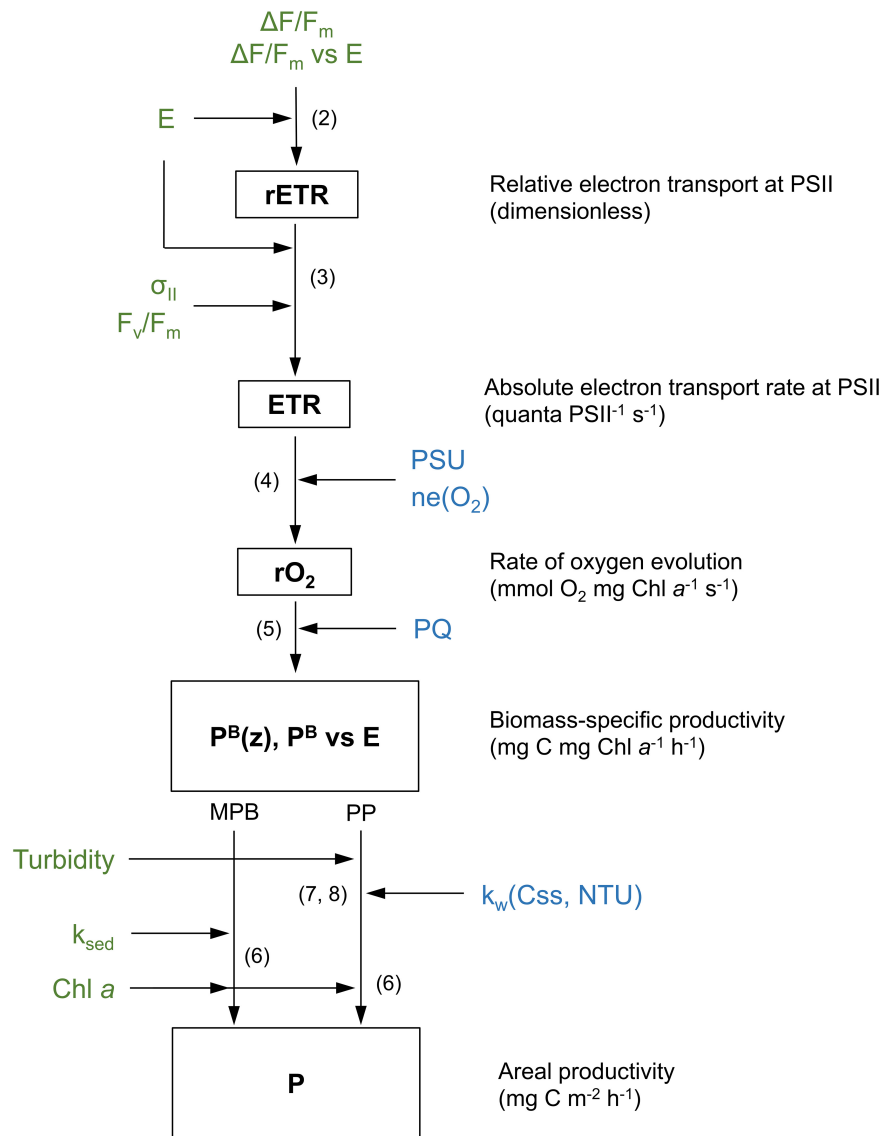 ΔF/Fₘ
ΔF/Fₘ vs E
E
(2)
rETR
Relative electron transport at PSII
(dimensionless)
(3)
σ_II
Fᵥ/Fₘ
ETR
Absolute electron transport rate at PSII
(quanta PSII⁻¹ s⁻¹)
(4)
PSU
ne(O₂)
rO₂
Rate of oxygen evolution
(mmol O₂ mg Chl a⁻¹ s⁻¹)
(5)
PQ
Pᴮ(z), Pᴮ vs E
Biomass-specific productivity
(mg C mg Chl a⁻¹ h⁻¹)
MPB PP
Turbidity
(7, 8)
k_w(Css, NTU)
k_sed
(6)
Chl a
(6)
P
Areal productivity
(mg C m⁻² h⁻¹)